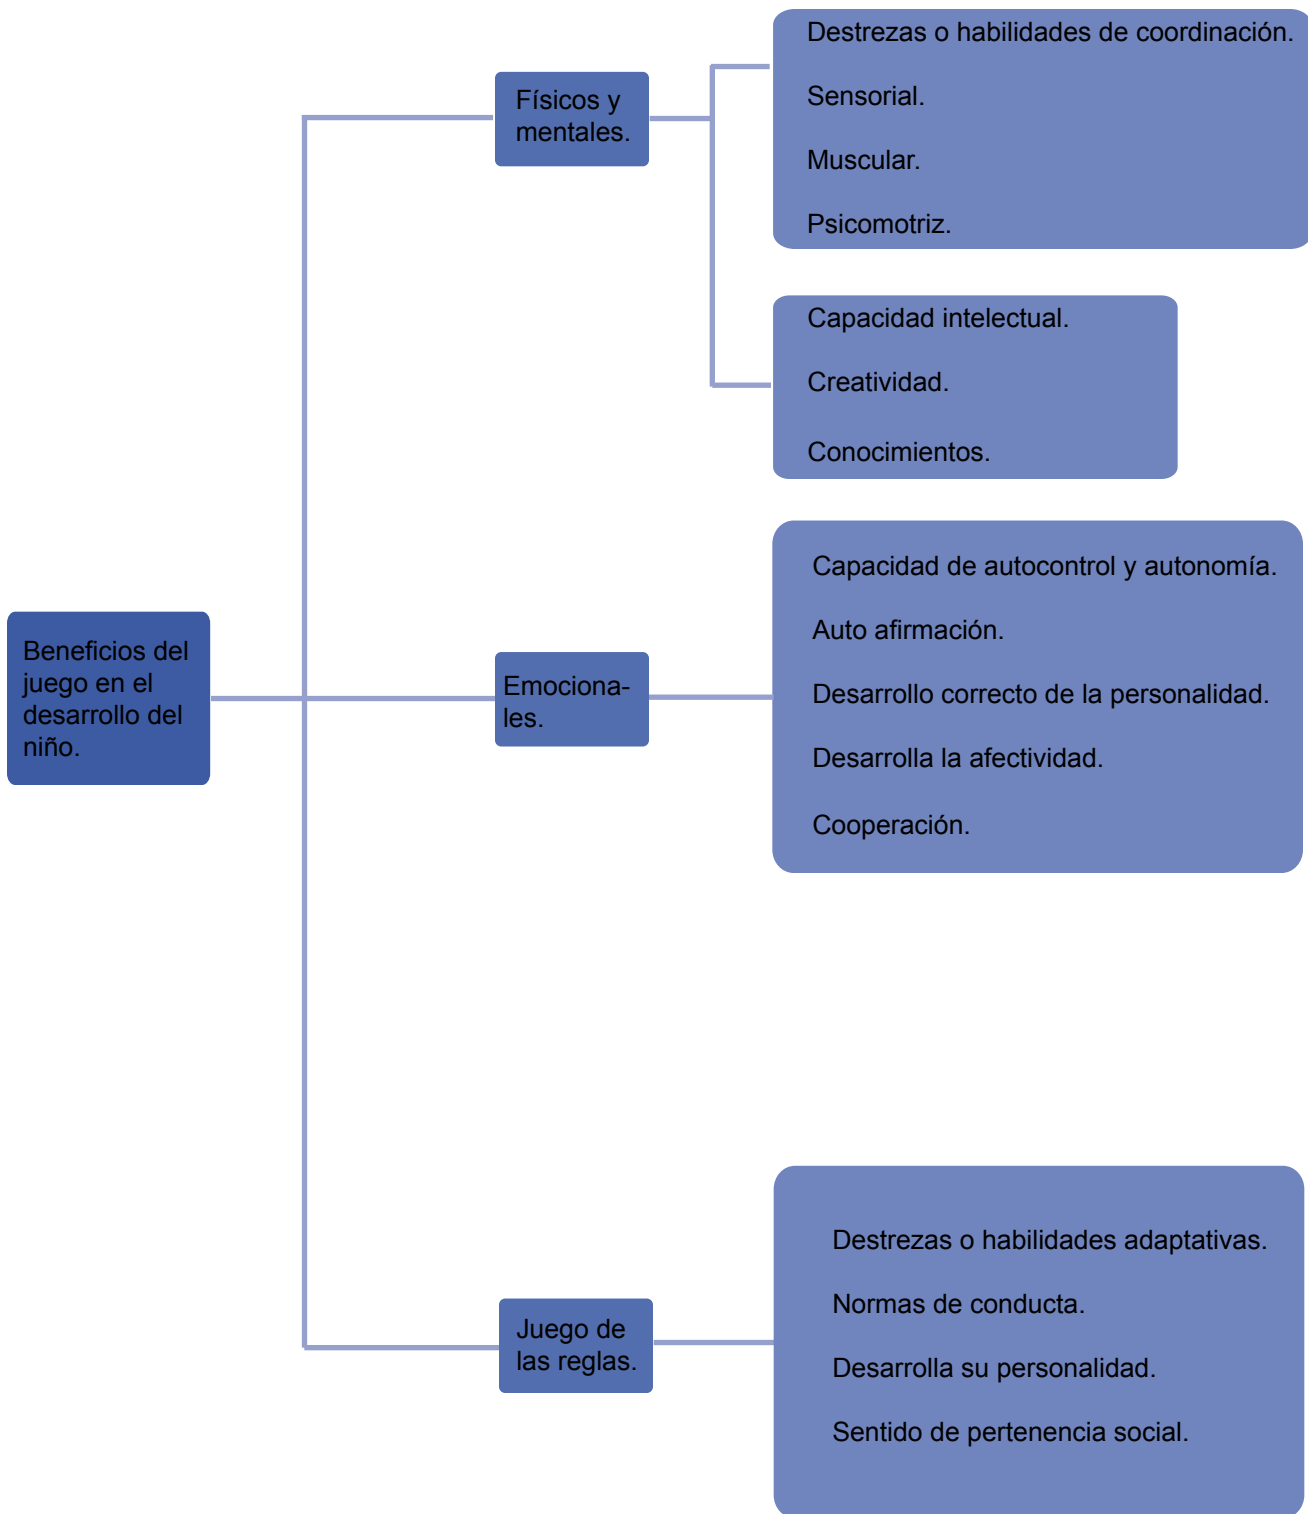 Beneficios del
juego en el
desarrollo del
niño.
Físicos y
mentales.
Destrezas o habilidades de coordinación.
Sensorial.
Muscular.
Psicomotriz.
Capacidad intelectual.
Creatividad.
Conocimientos.
Emociona-
les.
Capacidad de autocontrol y autonomía.
Auto afirmación.
Desarrollo correcto de la personalidad.
Desarrolla la afectividad.
Cooperación.
Juego de
las reglas.
Destrezas o habilidades adaptativas.
Normas de conducta.
Desarrolla su personalidad.
Sentido de pertenencia social.